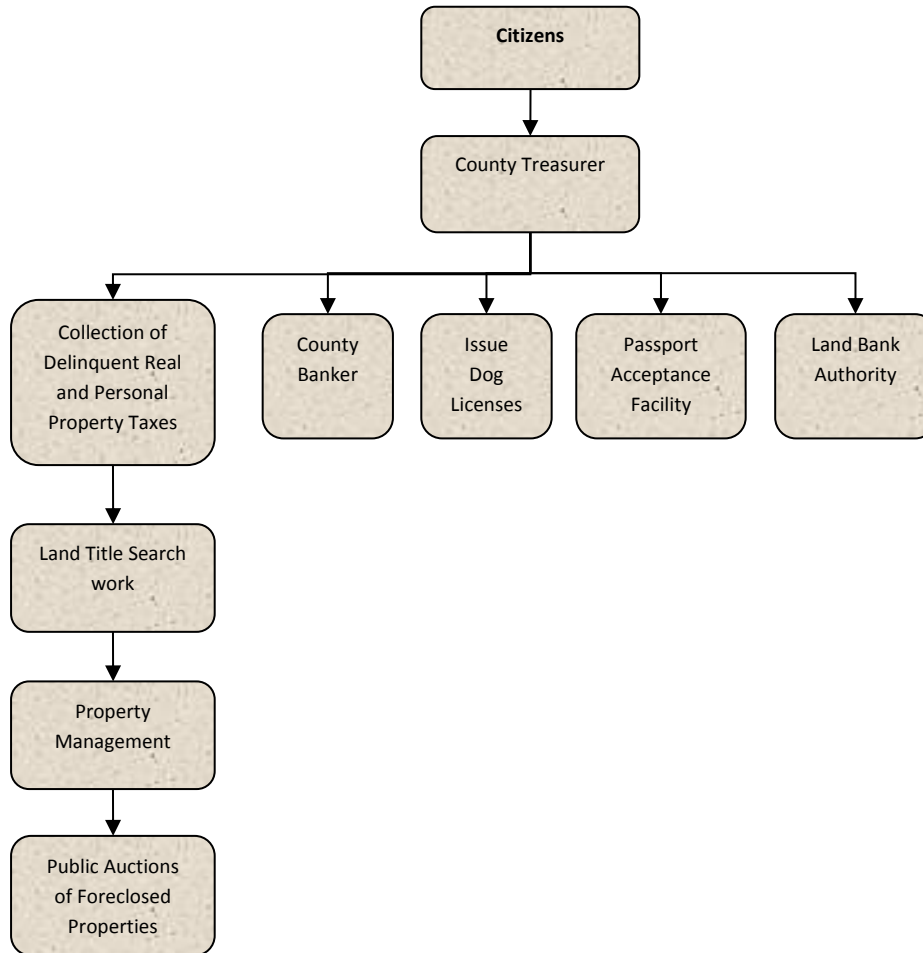 Citizens
County Treasurer
Collection of
Delinquent Real
and Personal
Property Taxes
County
Banker
Issue
Dog
Licenses
Passport
Acceptance
Facility
Land Bank
Authority
Land Title Search
work
Property
Management
Public Auctions
of Foreclosed
Properties